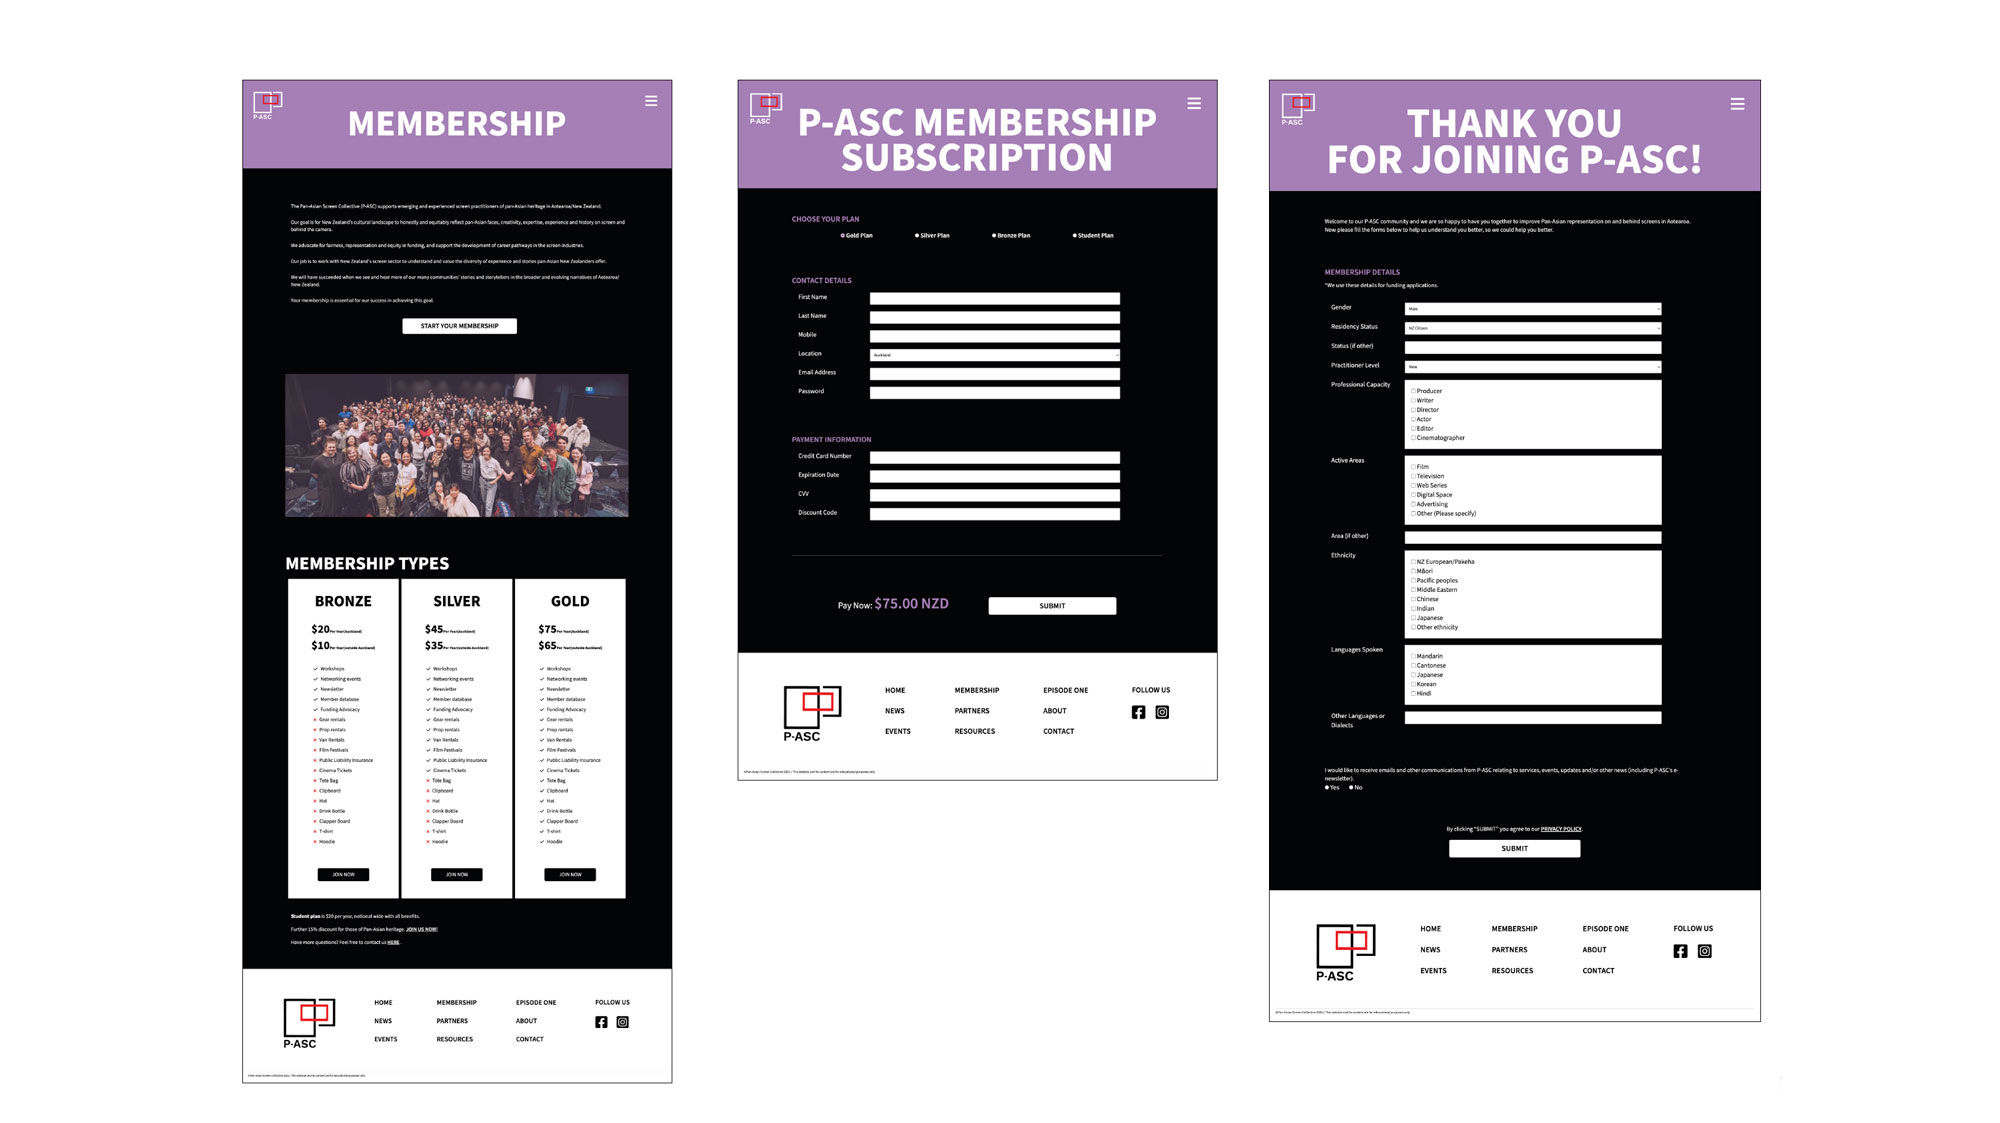 P-ASC
MEMBERSHIP
The Pan-Asian Screen Collective (P-ASC) supports emerging and experienced screen practitioners of pan-Asian heritage in Aotearoa/New Zealand.
Our goal is for New Zealand's cultural landscape to honestly and equitably reflect pan-Asian faces, creativity, expertise, experience and history on screen and
behind the camera.
We advocate for fairness, representation and equity in funding, and support the development of career pathways in the screen industries.
Our job is to work with New Zealand's screen sector to understand and value the diversity of experience and stories pan-Asian New Zealanders offer.
We will have succeeded when we see and hear more of our many communities' stories and storytellers in the broader and evolving narratives of Aotearoa/
New Zealand.
Your membership is essential for our success in achieving this goal.
START YOUR MEMBERSHIP
MEMBERSHIP TYPES
BRONZE
$20 Per Year(Auckland)
$10 Per Year(outside Auckland)
Workshops
Networking events
Newsletter
Member database
Funding Advocacy
Gear rentals
Prop rentals
Van Rentals
Film Festivals
Public Liability Insurance
Cinema Tickets
Tote Bag
Clipboard
Hat
Drink Bottle
Clapper Board
T-shirt
Hoodie
JOIN NOW
SILVER
$45 Per Year(Auckland)
$35 Per Year(outside Auckland)
Workshops
Networking events
Newsletter
Member database
Funding Advocacy
Gear rentals
Prop rentals
Van Rentals
Film Festivals
Public Liability Insurance
Cinema Tickets
Tote Bag
Clipboard
Hat
Drink Bottle
Clapper Board
T-shirt
Hoodie
JOIN NOW
GOLD
$75 Per Year(Auckland)
$65 Per Year(outside Auckland)
Workshops
Networking events
Newsletter
Member database
Funding Advocacy
Gear rentals
Prop rentals
Van Rentals
Film Festivals
Public Liability Insurance
Cinema Tickets
Tote Bag
Clipboard
Hat
Drink Bottle
Clapper Board
T-shirt
Hoodie
JOIN NOW
Student plan is $20 per year, national wide with all benefits.
Further 15% discount for those of Pan-Asian heritage. JOIN US NOW!
Have more questions? Feel free to contact us HERE.
P-ASC
HOME MEMBERSHIP EPISODE ONE FOLLOW US
NEWS PARTNERS ABOUT
EVENTS RESOURCES CONTACT
P-ASC
P-ASC MEMBERSHIP
SUBSCRIPTION
CHOOSE YOUR PLAN
Gold Plan Silver Plan Bronze Plan Student Plan
CONTACT DETAILS
First Name
Last Name
Mobile
Location Auckland
Email Address
Password
PAYMENT INFORMATION
Credit Card Number
Expiration Date
CVV
Discount Code
Pay Now: $75.00 NZD SUBMIT
P-ASC
HOME MEMBERSHIP EPISODE ONE FOLLOW US
NEWS PARTNERS ABOUT
EVENTS RESOURCES CONTACT
P-ASC
THANK YOU
FOR JOINING P-ASC!
Welcome to our P-ASC community and we are so happy to have you together to improve Pan-Asian representation on and behind screens in Aotearoa.
Now please fill the forms below to help us understand you better, so we could help you better.
MEMBERSHIP DETAILS
*We use these details for funding applications.
Gender Male
Residency Status NZ Citizen
Status (if other)
Practitioner Level New
Professional Capacity
Producer
Writer
Director
Actor
Editor
Cinematographer
Active Areas
Film
Television
Web Series
Digital Space
Advertising
Other (Please specify)
Area (if other)
Ethnicity
NZ European/Pakeha
Māori
Pacific peoples
Middle Eastern
Chinese
Indian
Japanese
Other ethnicity
Languages Spoken
Mandarin
Cantonese
Japanese
Korean
Hindi
Other Languages or
Dialects
I would like to receive emails and other communications from P-ASC relating to services, events, updates and/or other news (including P-ASC's e-
newsletter).
Yes No
By clicking "SUBMIT" you agree to our PRIVACY POLICY.
SUBMIT
P-ASC
HOME MEMBERSHIP EPISODE ONE FOLLOW US
NEWS PARTNERS ABOUT
EVENTS RESOURCES CONTACT